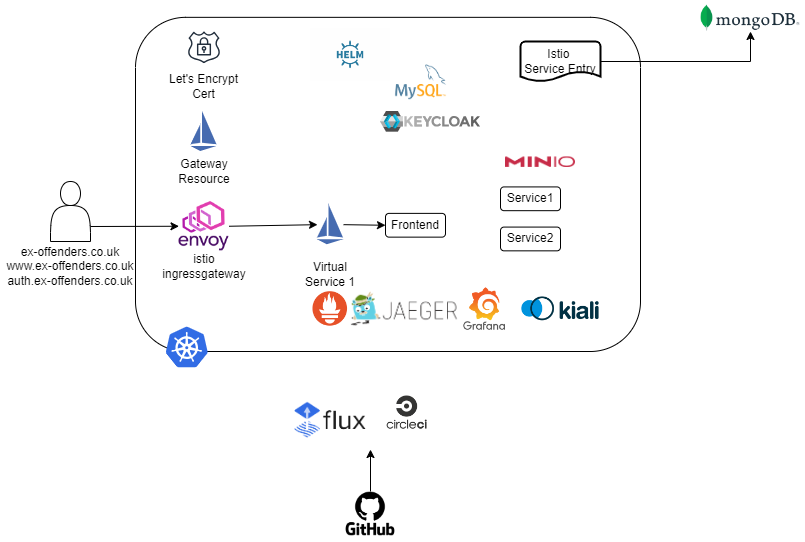 mongoDB
Let's Encrypt
Cert
HELM
Istio
Service Entry
MySQL
KEYCLOAK
Gateway
Resource
MINIO
Service1
envoy
Frontend
Service2
ex-offenders.co.uk
www.ex-offenders.co.uk
auth.ex-offenders.co.uk
istio
ingressgateway
Virtual
Service 1
JAEGER
Grafana
kiali
flux
circleci
GitHub